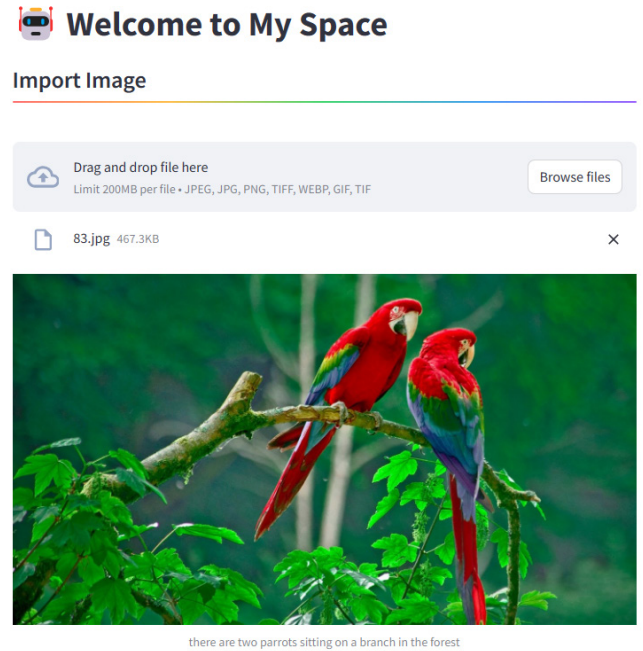 Welcome to My Space
Import Image
Drag and drop file here
Limit 200MB per file • JPEG, JPG, PNG, TIFF, WEBP, GIF, TIF
Browse files
83.jpg 467.3KB
there are two parrots sitting on a branch in the forest